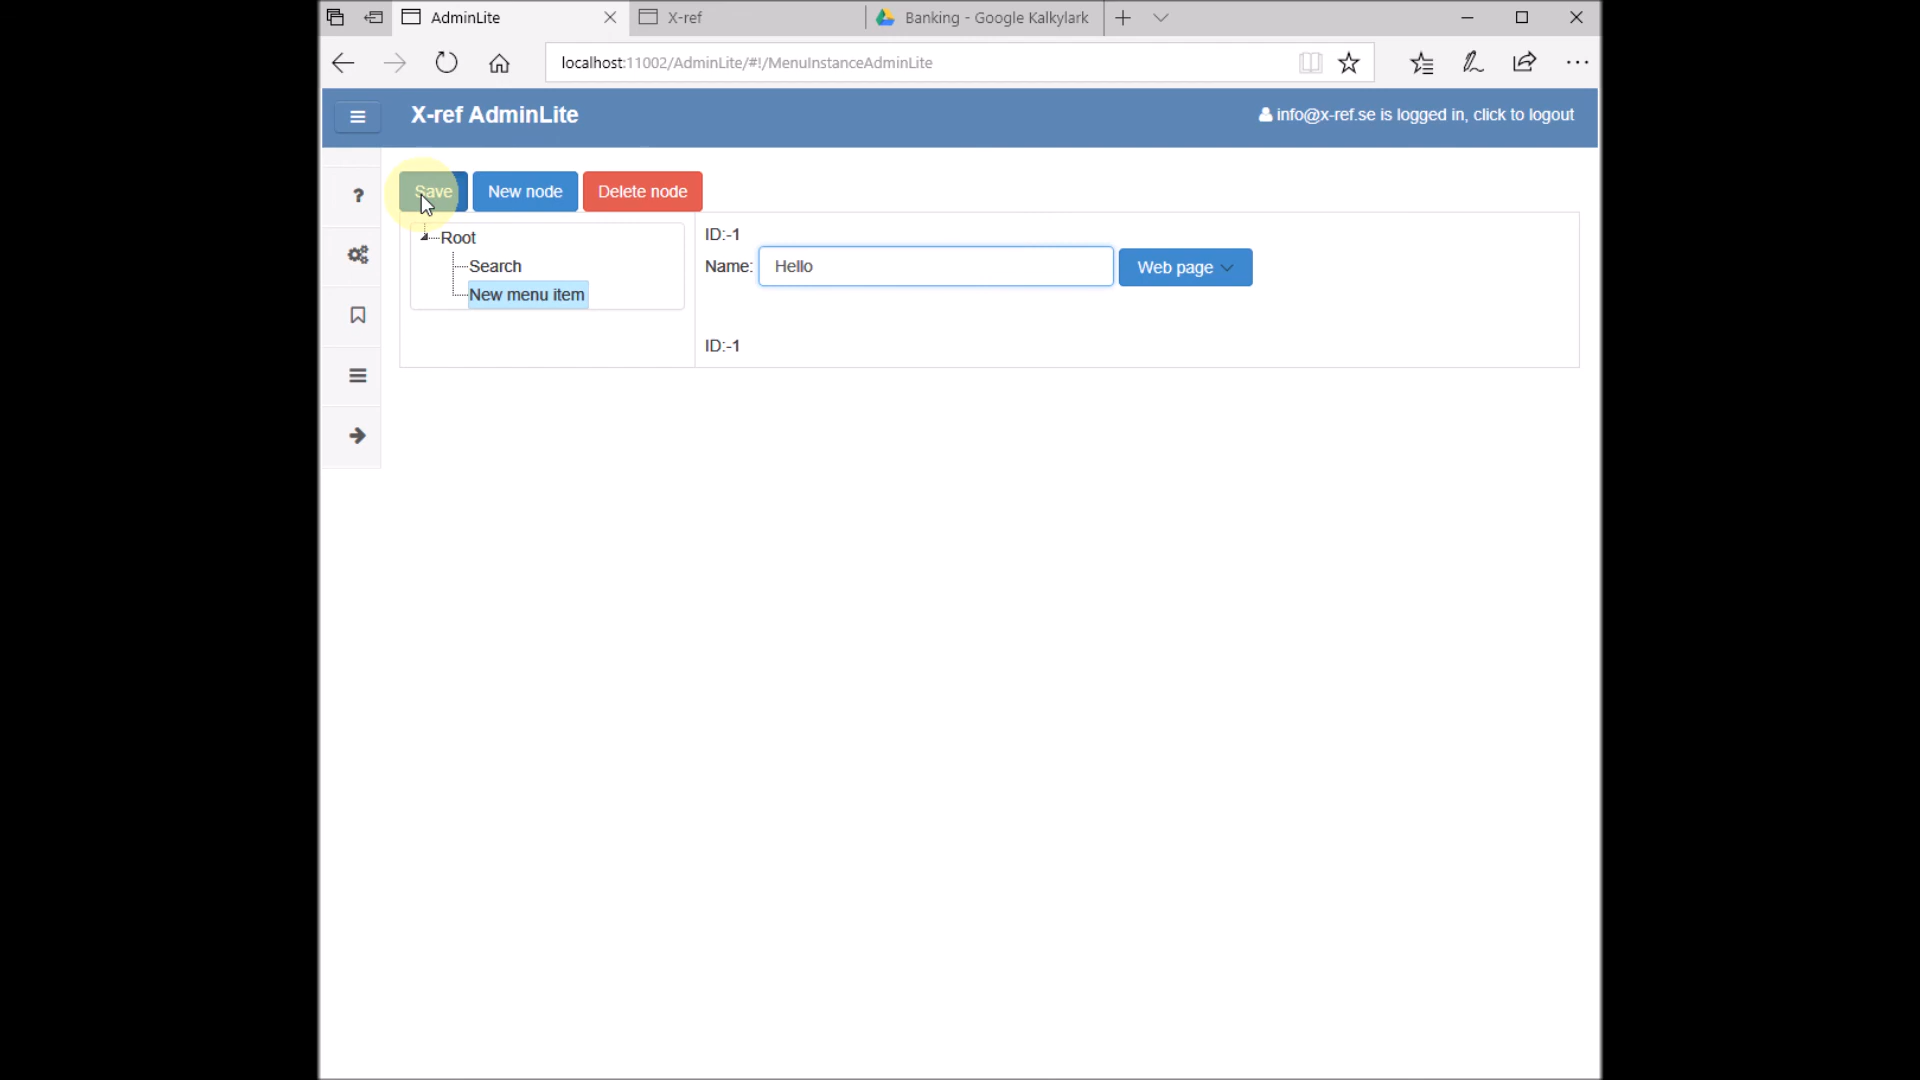 AdminLite
X-ref
Banking - Google Kalkylark
localhost:11002/AdminLite/#!/MenuInstanceAdminLite
X-ref AdminLite
info@x-ref.se is logged in, click to logout
Save
New node
Delete node
Root
Search
New menu item
ID:-1
Name:
Hello
Web page
ID:-1